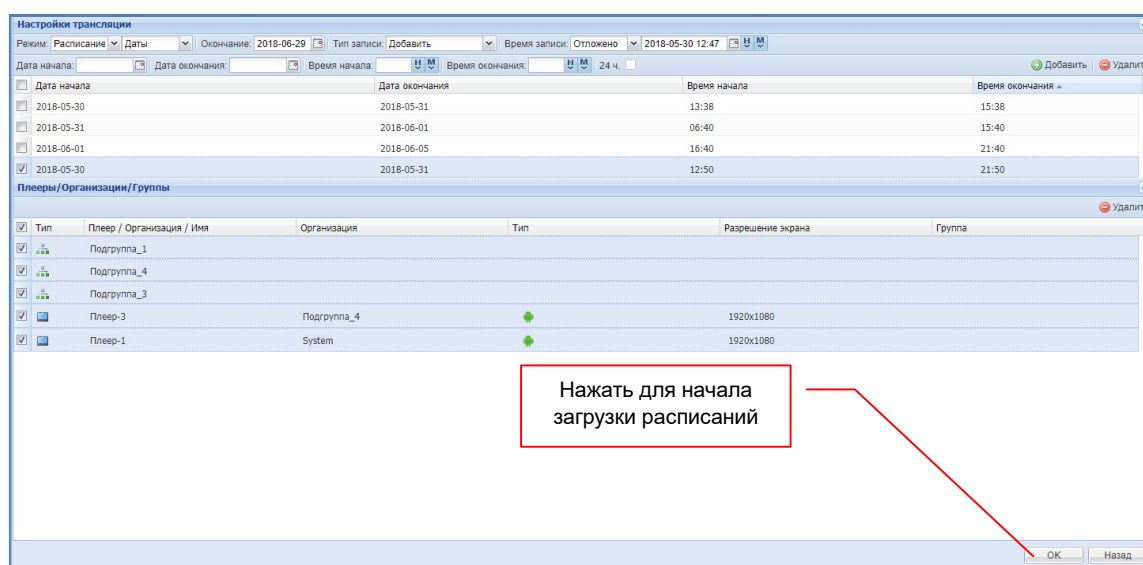 Настройки трансляции
Режим: Расписание Даты Окончание: 2018-06-29 Тип записи: Добавить Время записи: Отложено 2018-05-30 12:47 Н М
Дата начала: Дата окончания: Время начала: Н М Время окончания: Н М 24 ч. Добавить Удалит
Дата начала Дата окончания Время начала Время окончания
2018-05-30 2018-05-31 13:38 15:38
2018-05-31 2018-06-01 06:40 15:40
2018-06-01 2018-06-05 16:40 21:40
2018-05-30 2018-05-31 12:50 21:50
Плееры/Организации/Группы
Удалит
Тип Плеер / Организация / Имя Организация Тип Разрешение экрана Группа
Подгруппа_1
Подгруппа_4
Подгруппа_3
Плеер-3 Подгруппа_4 1920x1080
Плеер-1 System 1920x1080
Нажать для начала
загрузки расписаний
OK Назад